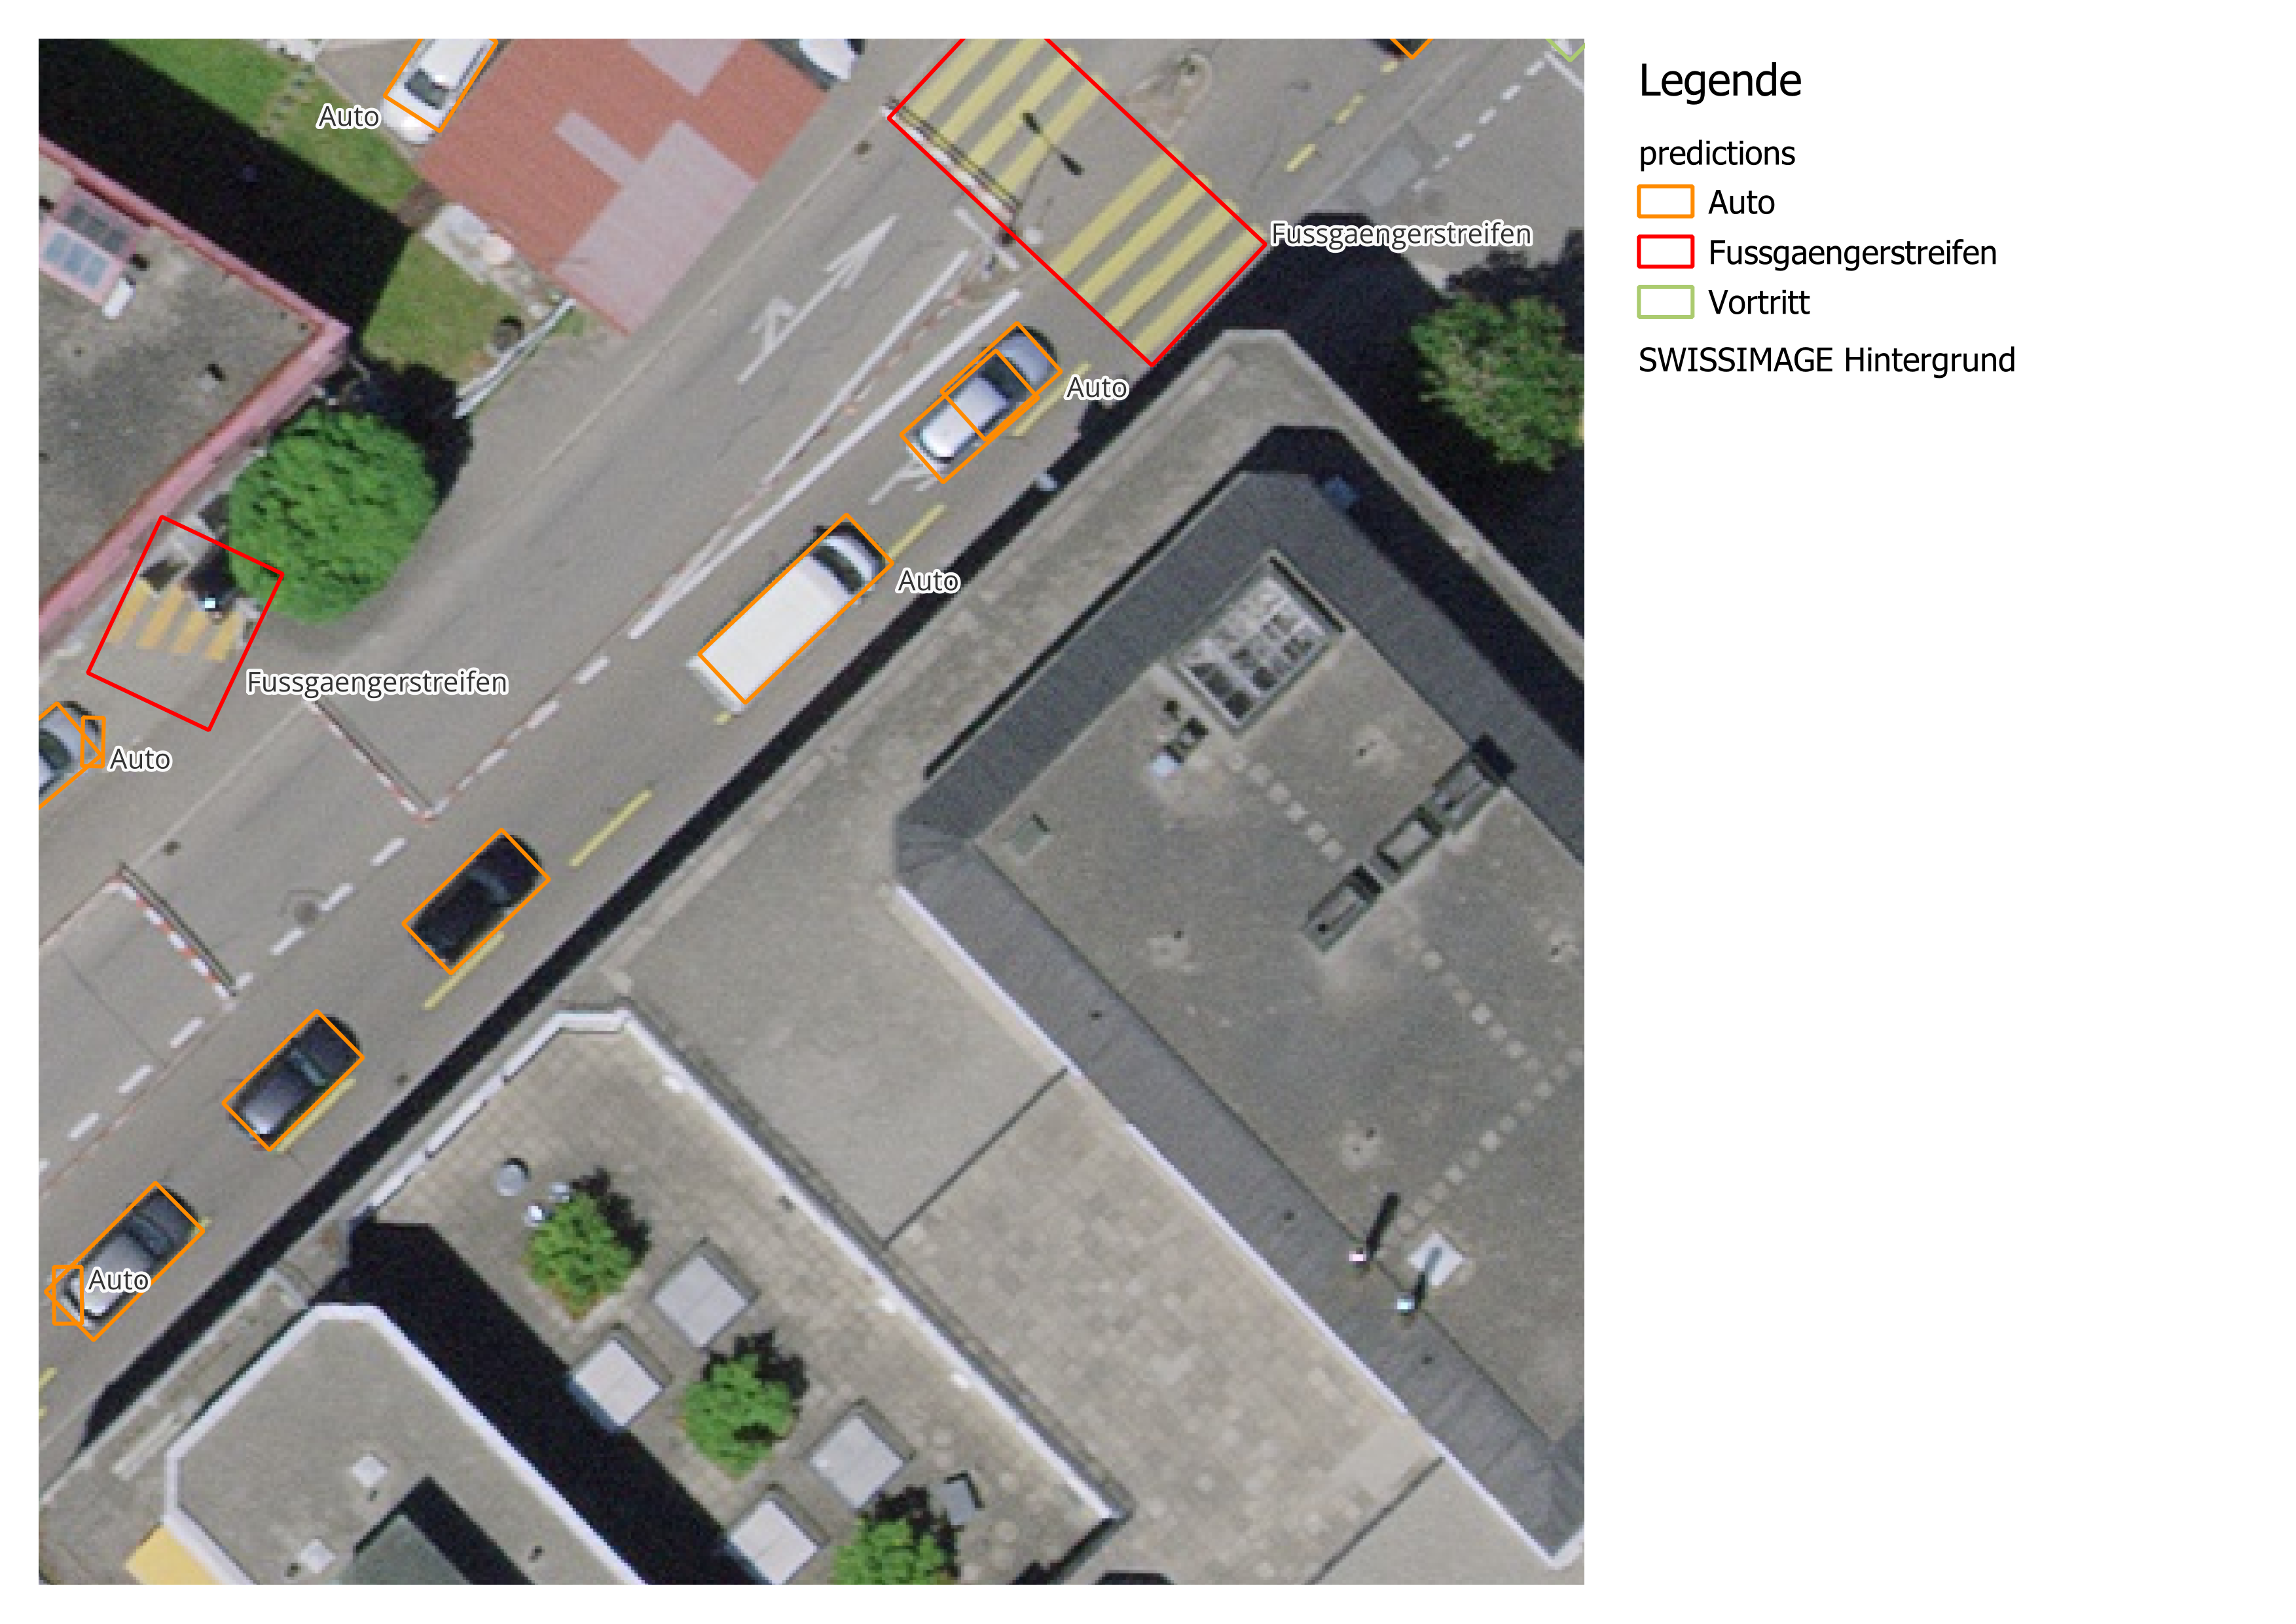 Auto
Fussgaengerstreifen
Auto
Auto
Fussgaengerstreifen
Auto
Auto
Legende
predictions
Auto
Fussgaengerstreifen
Vortritt
SWISSIMAGE Hintergrund